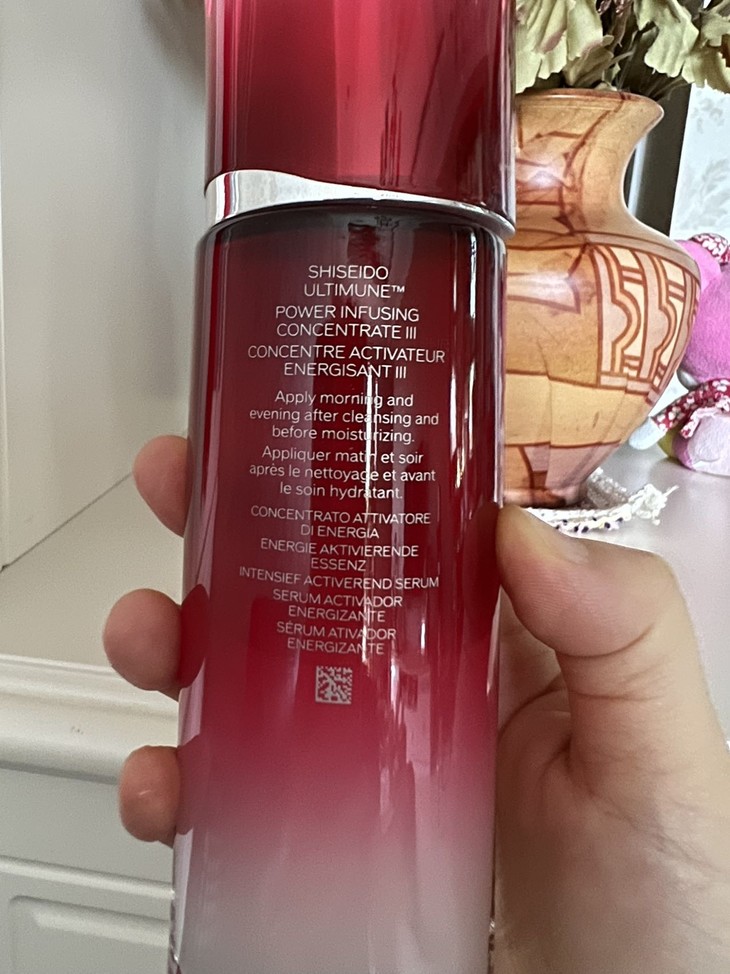 SHISEIDO
ULTIMUNE™
POWER INFUSING
CONCENTRATE III
CONCENTRE ACTIVATEUR
ENERGISANT III
Apply morning and
evening after cleansing and
before moisturizing.
Appliquer matin et soir
après le nettoyage et avant
le soin hydratant.
CONCENTRATO ATTIVATORE
DI ENERGIA
ENERGIE AKTIVIERENDE
ESSENZ
INTENSIEF ACTIVEREND SERUM
SERUM ACTIVADOR
ENERGIZANTE
SÉRUM ATIVADOR
ENERGIZANTE